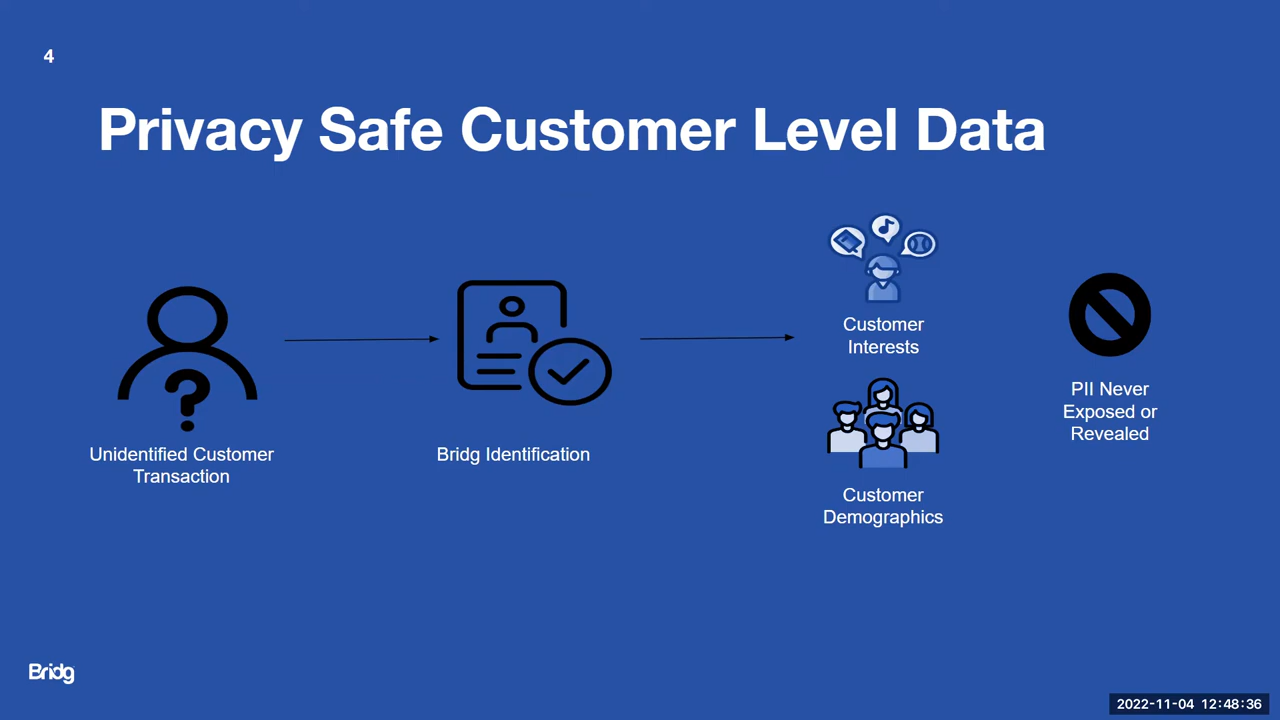 4
Privacy Safe Customer Level Data
Unidentified Customer
Transaction
Bridg Identification
Customer
Interests
Customer
Demographics
PII Never
Exposed or
Revealed
Bridg
2022-11-04 12:48:36